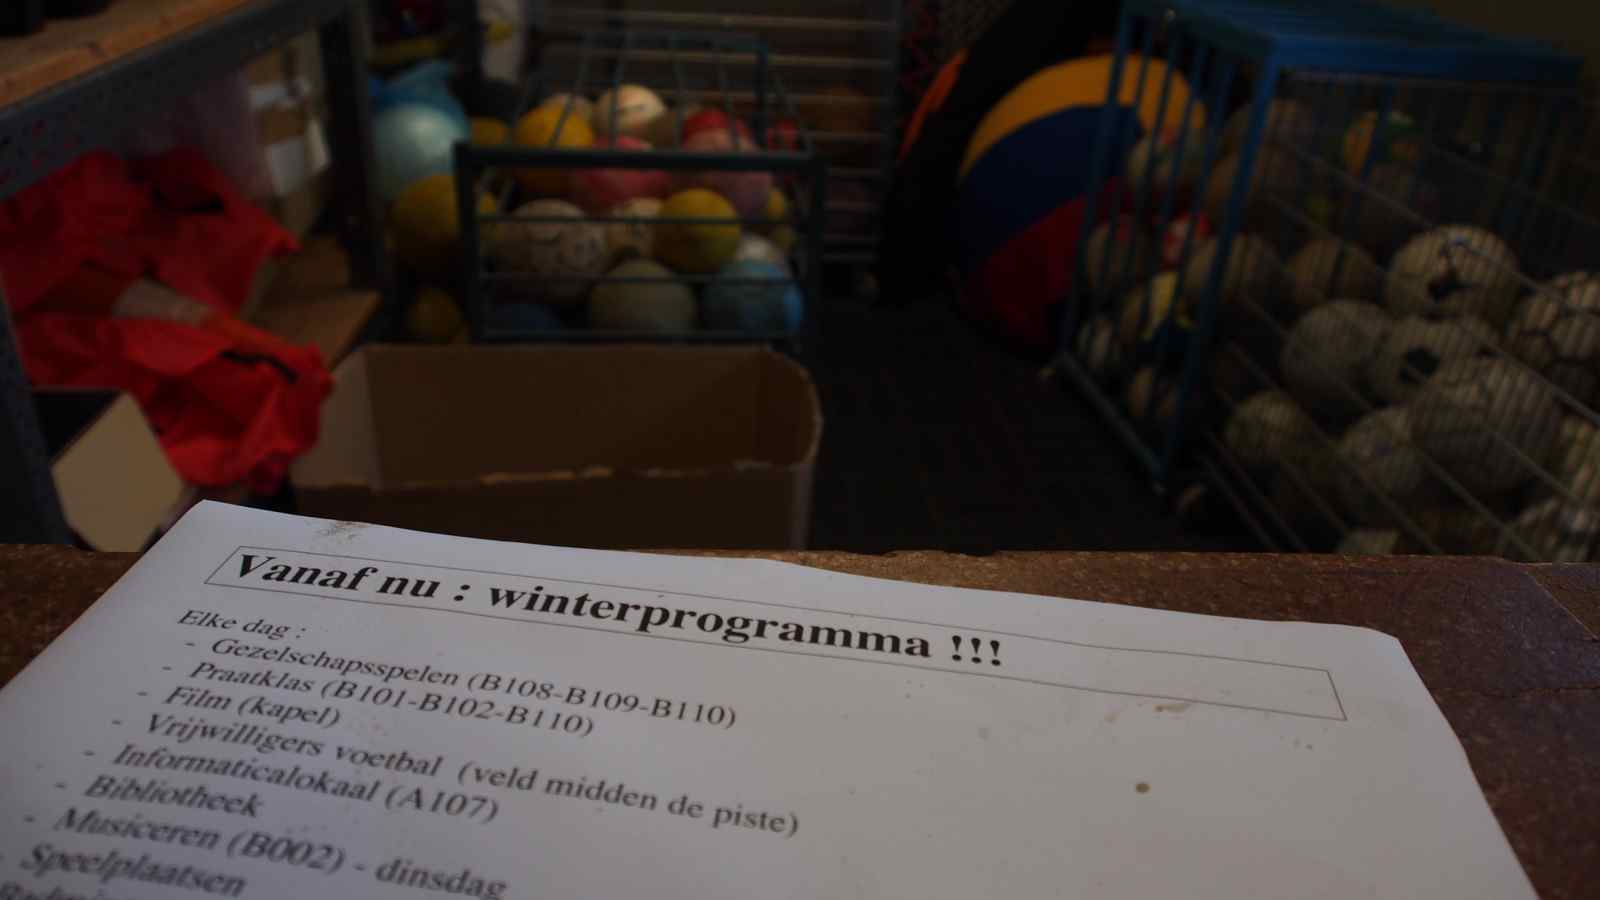 Vanaf nu : winterprogramma !!!
Elke dag :
- Gezelschapsspelen (B108-B109-B110)
- Praatklas (B101-B102-B110)
- Film (kapel)
- Vrijwilligers voetbal (veld midden de piste)
- Informaticalokaal (A107)
- Bibliotheek
- Musiceren (B002) - dinsdag
- Speelplaatsen